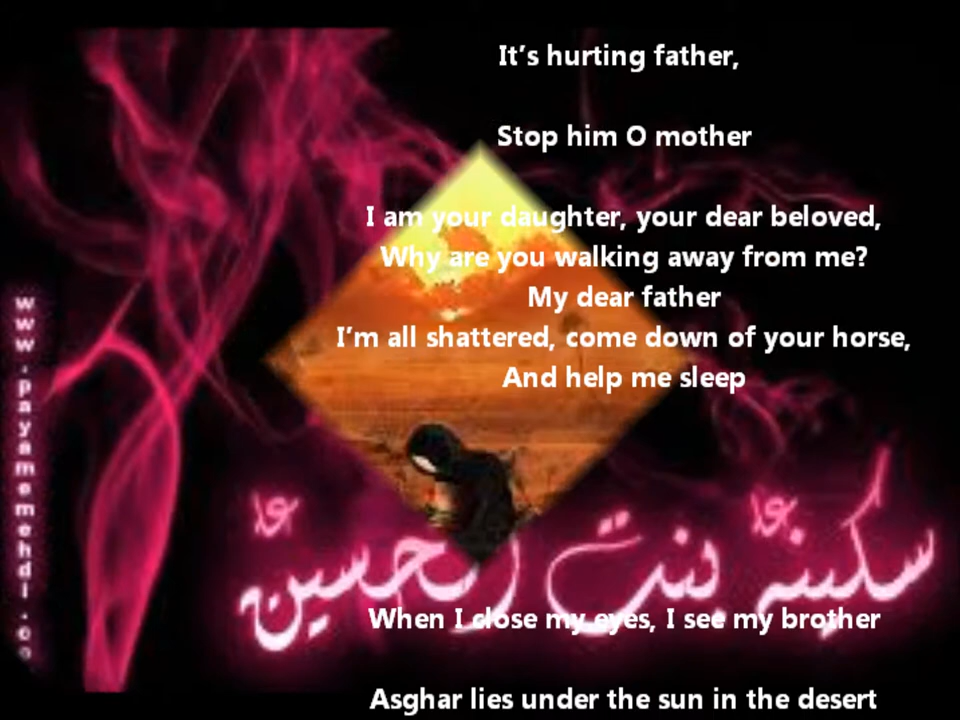 It's hurting father,
Stop him O mother
I am your daughter, your dear beloved,
Why are you walking away from me?
My dear father
I'm all shattered, come down of your horse,
And help me sleep
سكينة بنت الحسين
When I close my eyes, I see my brother
Asghar lies under the sun in the desert
www.payamemehdi.co